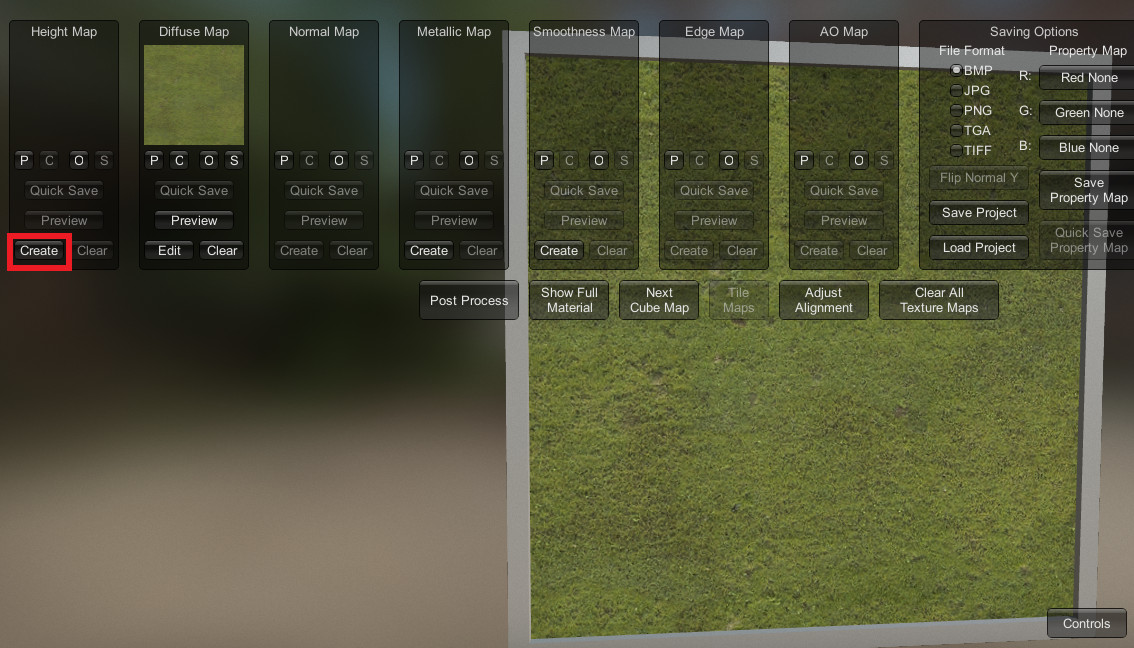 Height Map
P C O S
Quick Save
Preview
Create Clear
Diffuse Map
P C O S
Quick Save
Preview
Edit Clear
Normal Map
P C O S
Quick Save
Preview
Create Clear
Metallic Map
P C O S
Quick Save
Preview
Create Clear
Smoothness Map
P C O S
Quick Save
Preview
Create Clear
Edge Map
P C O S
Quick Save
Preview
Create Clear
AO Map
P C O S
Quick Save
Preview
Create Clear
Saving Options
File Format
BMP
JPG
PNG
TGA
TIFF
Flip Normal Y
Save Project
Load Project
Property Map
R: Red None
G: Green None
B: Blue None
Save
Property Map
Quick Save
Property Map
Post Process
Show Full
Material
Next
Cube Map
Tile
Maps
Adjust
Alignment
Clear All
Texture Maps
Controls